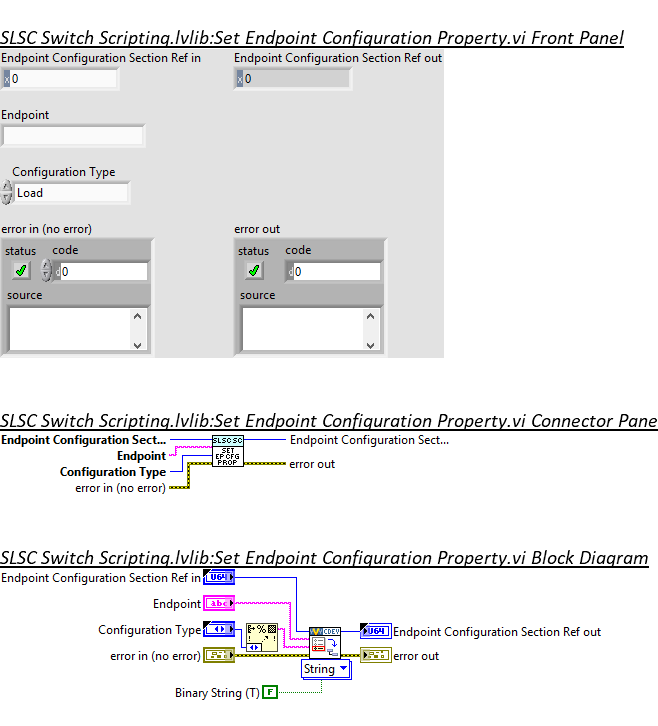 SLSC Switch Scripting.lvlib:Set Endpoint Configuration Property.vi Front Panel
Endpoint Configuration Section Ref in
Endpoint Configuration Section Ref out
x 0
x 0
Endpoint
Configuration Type
Load
error in (no error)
error out
status code
status code
d 0
d 0
source
source
SLSC Switch Scripting.lvlib:Set Endpoint Configuration Property.vi Connector Pane
Endpoint Configuration Sect...
Endpoint
Configuration Type
error in (no error)
SLSC SC
SET
EP CFG
PROP
Endpoint Configuration Sect...
error out
SLSC Switch Scripting.lvlib:Set Endpoint Configuration Property.vi Block Diagram
Endpoint Configuration Section Ref in
U64
Endpoint
abc
Configuration Type
%
error in (no error)
CDEV
U64
Endpoint Configuration Section Ref out
error out
String
Binary String (T)
F